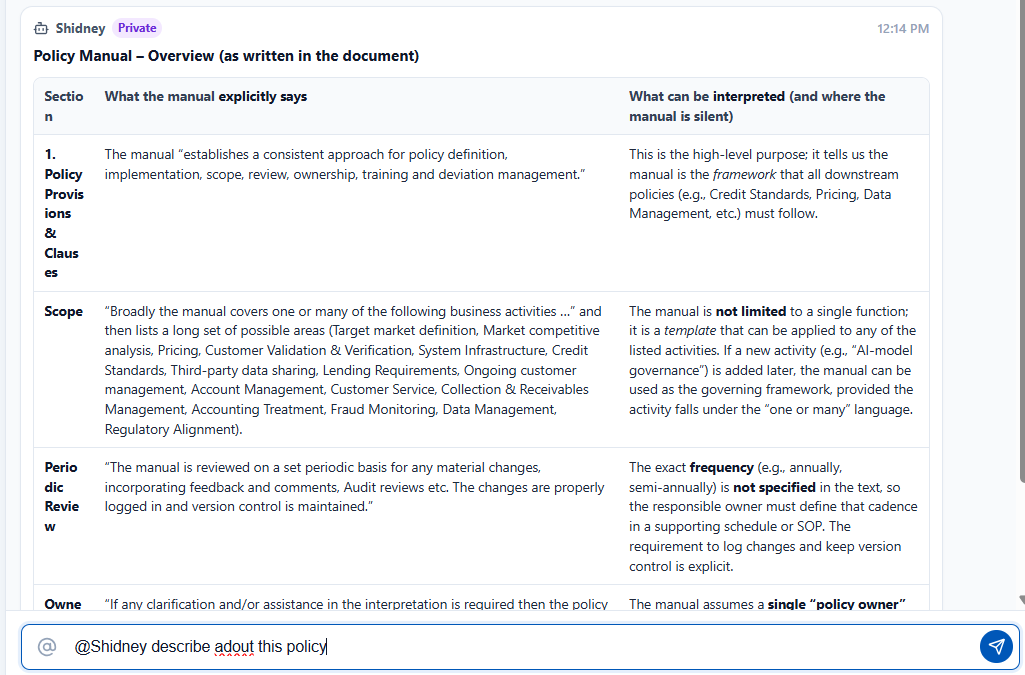 Shidney Private 12:14 PM
Policy Manual – Overview (as written in the document)
Sectio
n
What the manual explicitly says
What can be interpreted (and where the
manual is silent)
1.
Policy
Provis
ions
&
Claus
es
The manual “establishes a consistent approach for policy definition,
implementation, scope, review, ownership, training and deviation management.”
This is the high-level purpose; it tells us the
manual is the framework that all downstream
policies (e.g., Credit Standards, Pricing, Data
Management, etc.) must follow.
Scope
“Broadly the manual covers one or many of the following business activities …” and
then lists a long set of possible areas (Target market definition, Market competitive
analysis, Pricing, Customer Validation & Verification, System Infrastructure, Credit
Standards, Third-party data sharing, Lending Requirements, Ongoing customer
management, Account Management, Customer Service, Collection & Receivables
Management, Accounting Treatment, Fraud Monitoring, Data Management,
Regulatory Alignment).
The manual is not limited to a single function;
it is a template that can be applied to any of the
listed activities. If a new activity (e.g., “AI-model
governance”) is added later, the manual can be
used as the governing framework, provided the
activity falls under the “one or many” language.
Perio
dic
Revie
w
“The manual is reviewed on a set periodic basis for any material changes,
incorporating feedback and comments, Audit reviews etc. The changes are properly
logged in and version control is maintained.”
The exact frequency (e.g., annually,
semi-annually) is not specified in the text, so
the responsible owner must define that cadence
in a supporting schedule or SOP. The
requirement to log changes and keep version
control is explicit.
Owne
“If any clarification and/or assistance in the interpretation is required then the policy
The manual assumes a single “policy owner”
@ @Shidney describe adout this policy